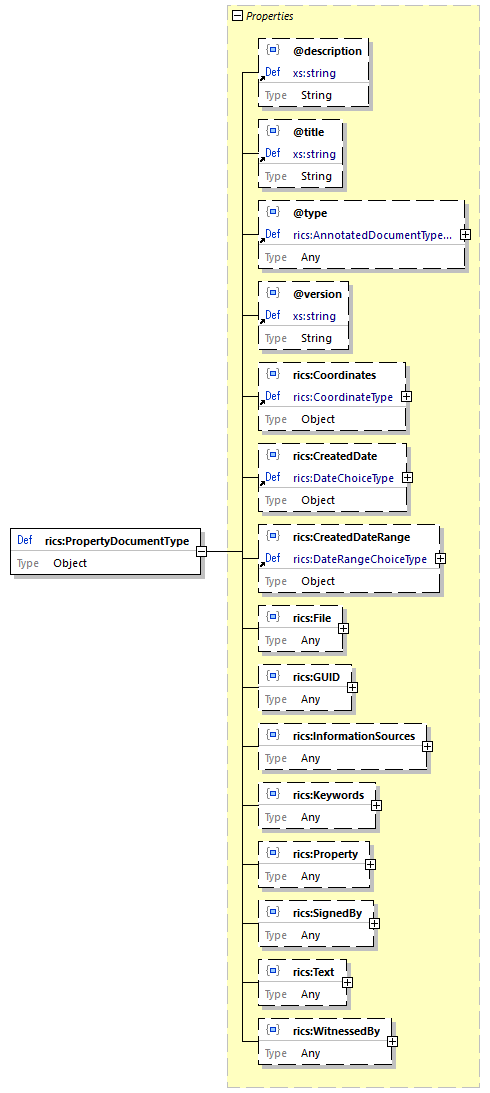 Properties
@description
Def xs:string
Type String
@title
Def xs:string
Type String
@type
Def rics:AnnotatedDocumentType...
Type Any
@version
Def xs:string
Type String
rics:Coordinates
Def rics:CoordinateType
Type Object
rics:CreatedDate
Def rics:DateChoiceType
Type Object
Def rics:PropertyDocumentType
Type Object
rics:CreatedDateRange
Def rics:DateRangeChoiceType
Type Object
rics:File
Type Any
rics:GUID
Type Any
rics:InformationSources
Type Any
rics:Keywords
Type Any
rics:Property
Type Any
rics:SignedBy
Type Any
rics:Text
Type Any
rics:WitnessedBy
Type Any